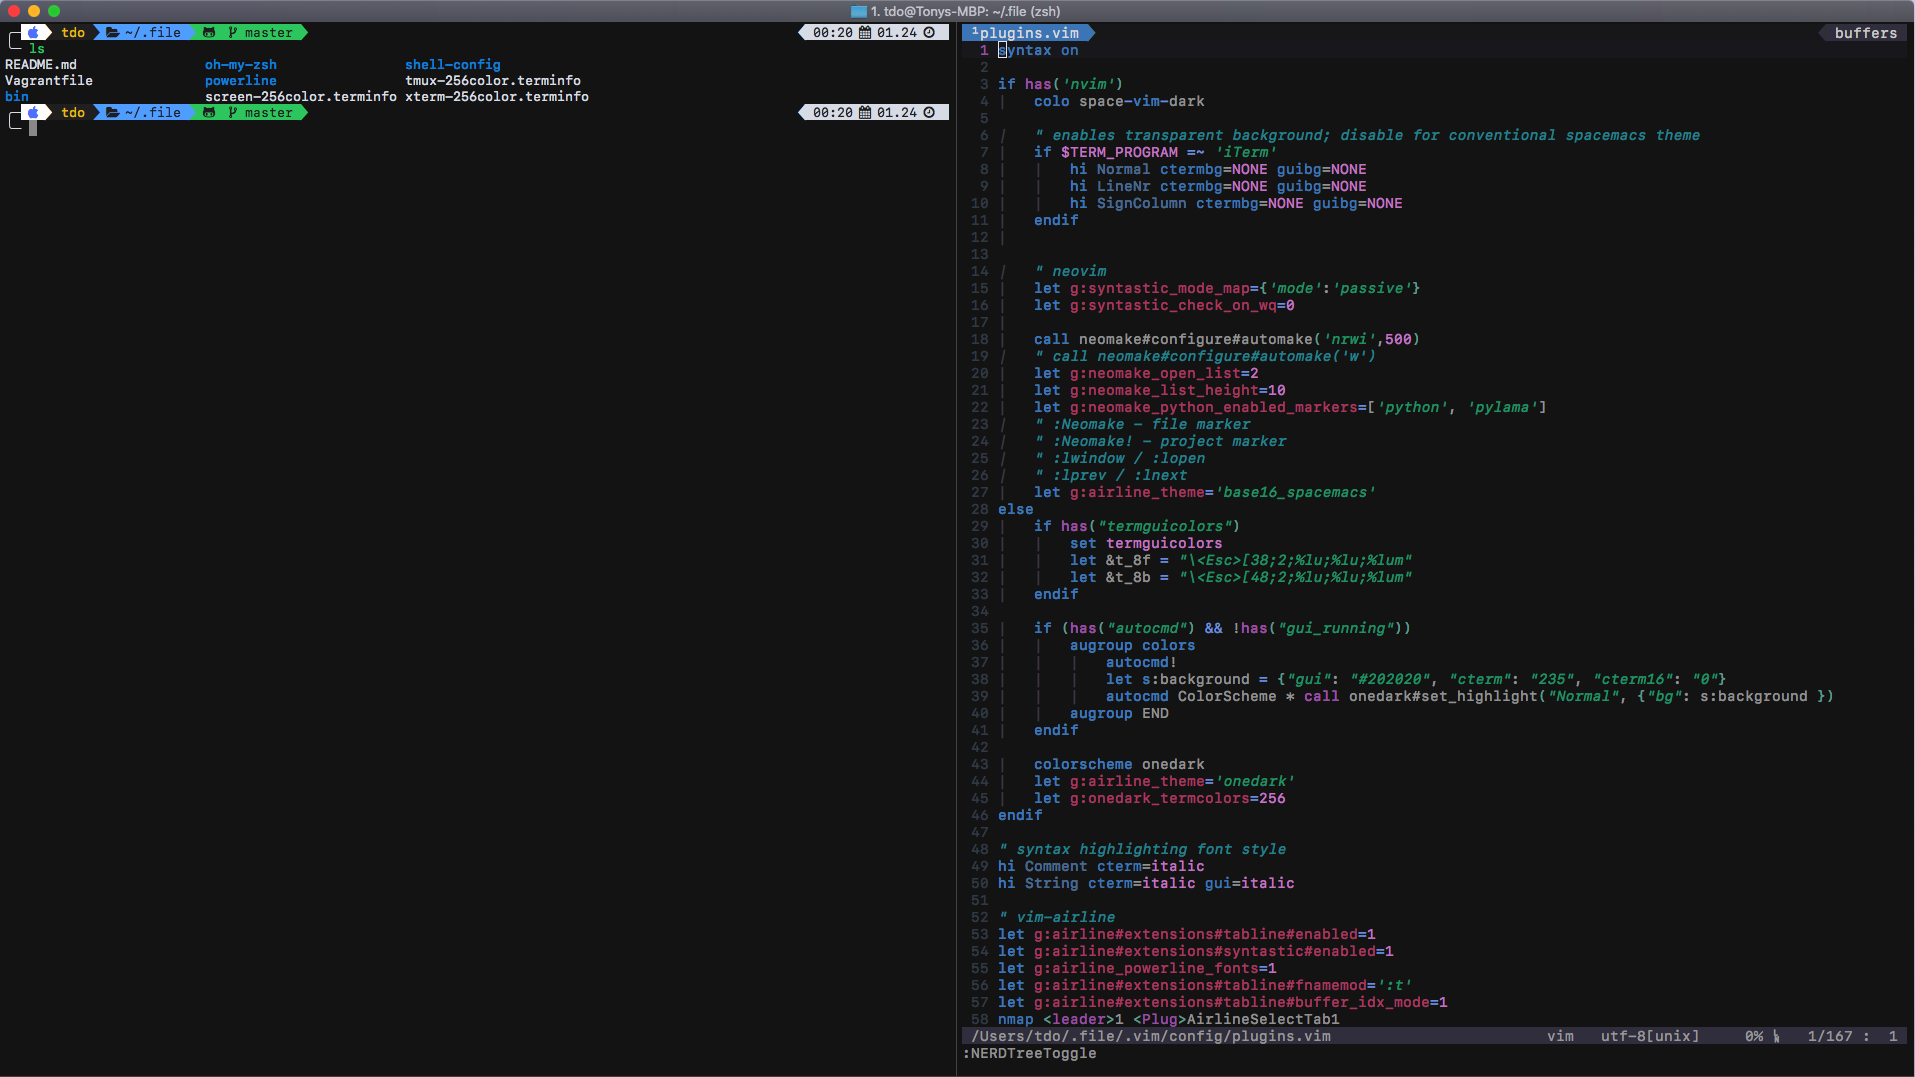 1. tdo@Tonys-MBP: ~/.file (zsh)
tdo ~/.file master 00:20 01.24
ls
README.md oh-my-zsh shell-config
Vagrantfile powerline tmux-256color.terminfo
bin screen-256color.terminfo xterm-256color.terminfo
tdo ~/.file master 00:20 01.24
¹plugins.vim buffers
1 syntax on
2
3 if has('nvim')
4 | colo space-vim-dark
5
6 | " enables transparent background; disable for conventional spacemacs theme
7 | if $TERM_PROGRAM =~ 'iTerm'
8 | | hi Normal ctermbg=NONE guibg=NONE
9 | | hi LineNr ctermbg=NONE guibg=NONE
10 | | hi SignColumn ctermbg=NONE guibg=NONE
11 | endif
12 |
13
14 | " neovim
15 | let g:syntastic_mode_map={'mode':'passive'}
16 | let g:syntastic_check_on_wq=0
17 |
18 | call neomake#configure#automake('nrwi',500)
19 | " call neomake#configure#automake('w')
20 | let g:neomake_open_list=2
21 | let g:neomake_list_height=10
22 | let g:neomake_python_enabled_markers=['python', 'pylama']
23 | " :Neomake - file marker
24 | " :Neomake! - project marker
25 | " :lwindow / :lopen
26 | " :lprev / :lnext
27 | let g:airline_theme='base16_spacemacs'
28 else
29 | if has("termguicolors")
30 | | set termguicolors
31 | | let &t_8f = "\<Esc>[38;2;%lu;%lu;%lum"
32 | | let &t_8b = "\<Esc>[48;2;%lu;%lu;%lum"
33 | endif
34
35 | if (has("autocmd") && !has("gui_running"))
36 | | augroup colors
37 | | | autocmd!
38 | | | let s:background = {"gui": "#202020", "cterm": "235", "cterm16": "0"}
39 | | | autocmd ColorScheme * call onedark#set_highlight("Normal", {"bg": s:background })
40 | | augroup END
41 | endif
42
43 | colorscheme onedark
44 | let g:airline_theme='onedark'
45 | let g:onedark_termcolors=256
46 endif
47
48 " syntax highlighting font style
49 hi Comment cterm=italic
50 hi String cterm=italic gui=italic
51
52 " vim-airline
53 let g:airline#extensions#tabline#enabled=1
54 let g:airline#extensions#syntastic#enabled=1
55 let g:airline_powerline_fonts=1
56 let g:airline#extensions#tabline#fnamemod=':t'
57 let g:airline#extensions#tabline#buffer_idx_mode=1
58 nmap <leader>1 <Plug>AirlineSelectTab1
/Users/tdo/.file/.vim/config/plugins.vim vim utf-8[unix] 0% 1/167 : 1
:NERDTreeToggle